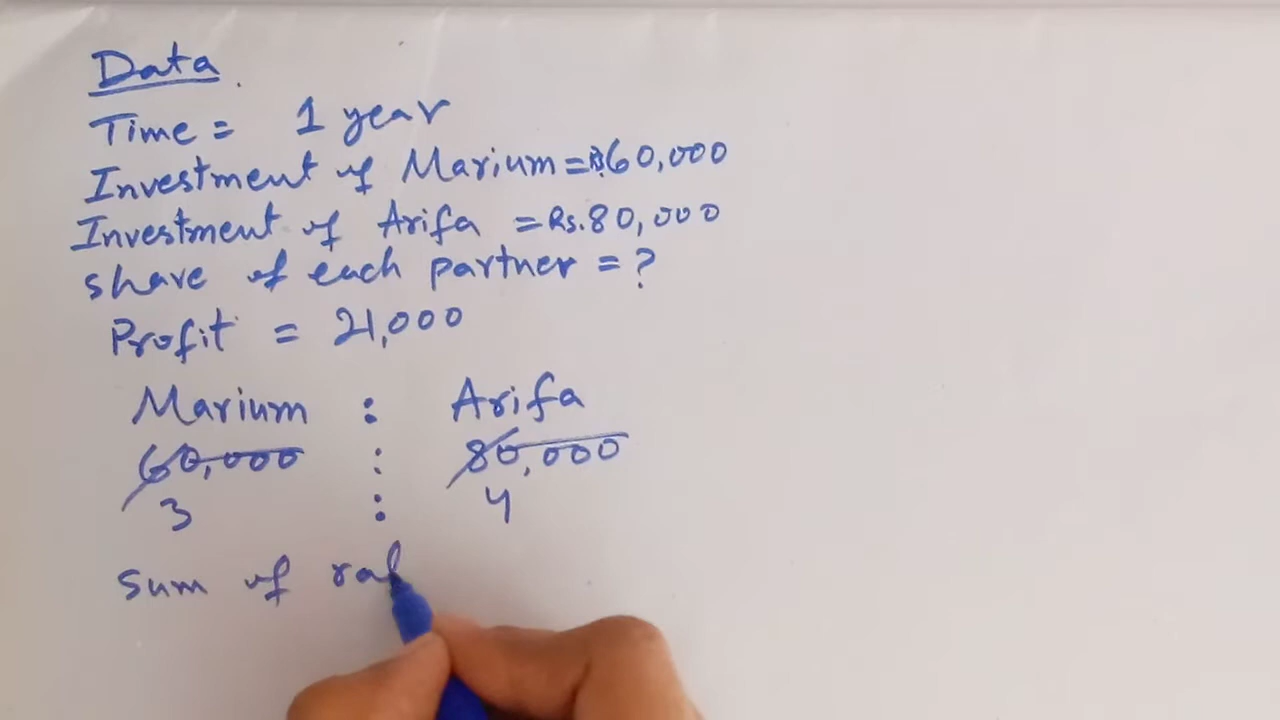 Data
Time = 1 year
Investment of Marium = Rs.60,000
Investment of Arifa = Rs.80,000
share of each partner = ?
Profit = 21,000
Marium : Arifa
60,000 : 80,000
3 : 4
Sum of rat